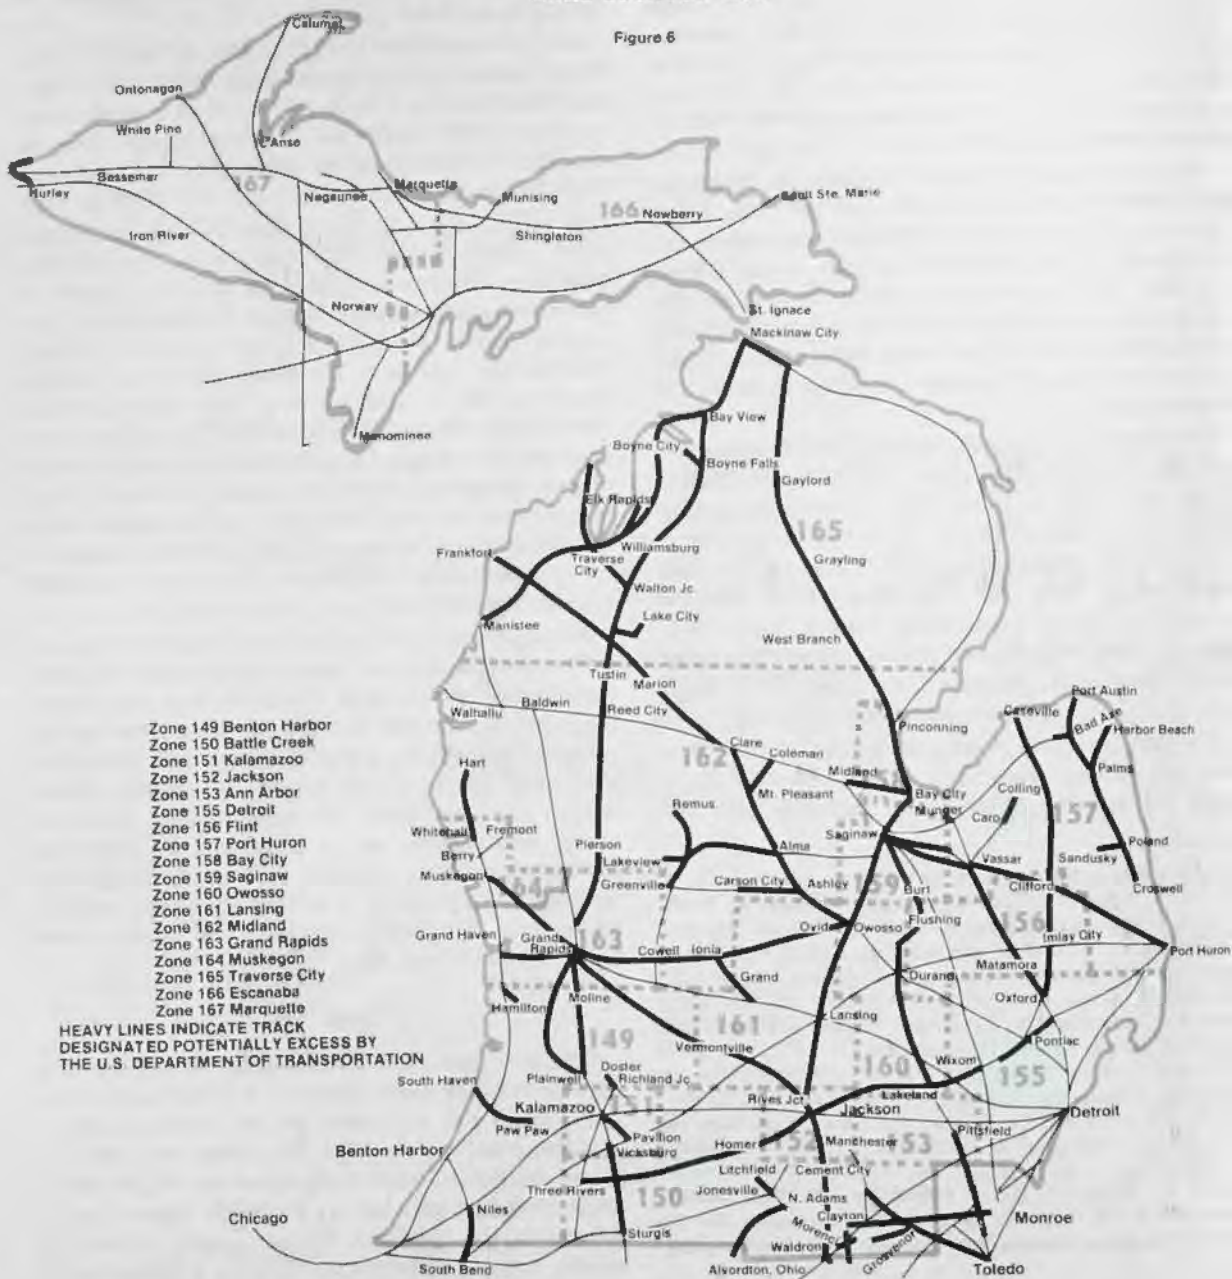 Figure 6
Calumet
Ontonagon
White Pine
L'Anse
Bessemer
Hurley
167
Negaunee
Marquette
Munising
Sault Ste. Marie
166
Newberry
Iron River
Shingleton
Norway
St. Ignace
Mackinaw City
Menominee
Bay View
Boyne City
Boyne Falls
Gaylord
Elk Rapids
165
Frankfort
Traverse
City
Williamsburg
Grayling
Walton Jc.
Lake City
Manistee
West Branch
Tustin
Marion
Walhalla
Baldwin
Reed City
Pinconning
Caseville
Port Austin
Bad Axe
Harbor Beach
Zone 149 Benton Harbor
Zone 150 Battle Creek
Zone 151 Kalamazoo
Zone 152 Jackson
Zone 153 Ann Arbor
Zone 155 Detroit
Zone 156 Flint
Zone 157 Port Huron
Zone 158 Bay City
Zone 159 Saginaw
Zone 160 Owosso
Zone 161 Lansing
Zone 162 Midland
Zone 163 Grand Rapids
Zone 164 Muskegon
Zone 165 Traverse City
Zone 166 Escanaba
Zone 167 Marquette
HEAVY LINES INDICATE TRACK
DESIGNATED POTENTIALLY EXCESS BY
THE U.S. DEPARTMENT OF TRANSPORTATION
162
Clare
Coleman
Midland
158
Palms
Hart
Mt. Pleasant
Bay City
Munger
Colling
Caro
157
Remus
Whitehall
Fremont
Saginaw
Poland
Berry
Pierson
Alma
Vassar
Sandusky
Lakeview
Muskegon
164
Greenville
Carson City
Ashley
159
Burt
Clifford
Croswell
Flushing
156
Grand Haven
Grand
Rapids
163
Cowell
Ionia
Ovid
Owosso
Imlay City
Port Huron
Matamora
Grand
Durand
Oxford
Hamilton
Moline
161
Lansing
149
Vermontville
Pontiac
Wixom
160
155
South Haven
Plainwell
Doster
Richland Jc.
Lakeland
Kalamazoo
151
Rives Jct
Jackson
Detroit
Paw Paw
Pavilion
Pittsfield
Benton Harbor
Vicksburg
Homer
152
Manchester
153
Litchfield
Cement City
Three Rivers
150
Jonesville
N. Adams
Niles
Clayton
Monroe
Chicago
Sturgis
Morenci
Waldron
Grosvenor
South Bend
Alvordton, Ohio
Toledo